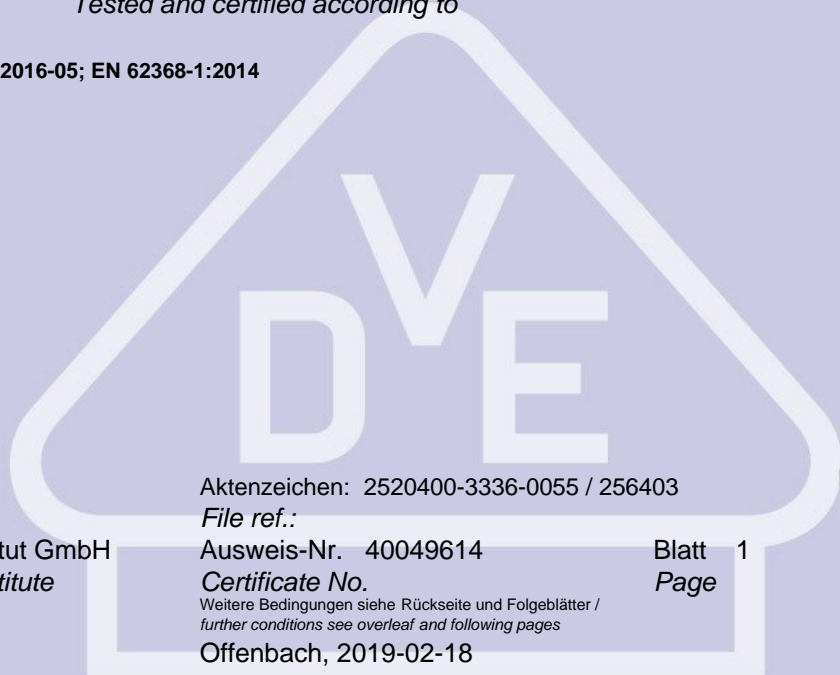 Tested and certified according to
2016-05; EN 62368-1:2014
VDE
Aktenzeichen: 2520400-3336-0055 / 256403
File ref.:
tut GmbH Ausweis-Nr. 40049614 Blatt 1
titute Certificate No. Page
Weitere Bedingungen siehe Rückseite und Folgeblätter /
further conditions see overleaf and following pages
Offenbach, 2019-02-18